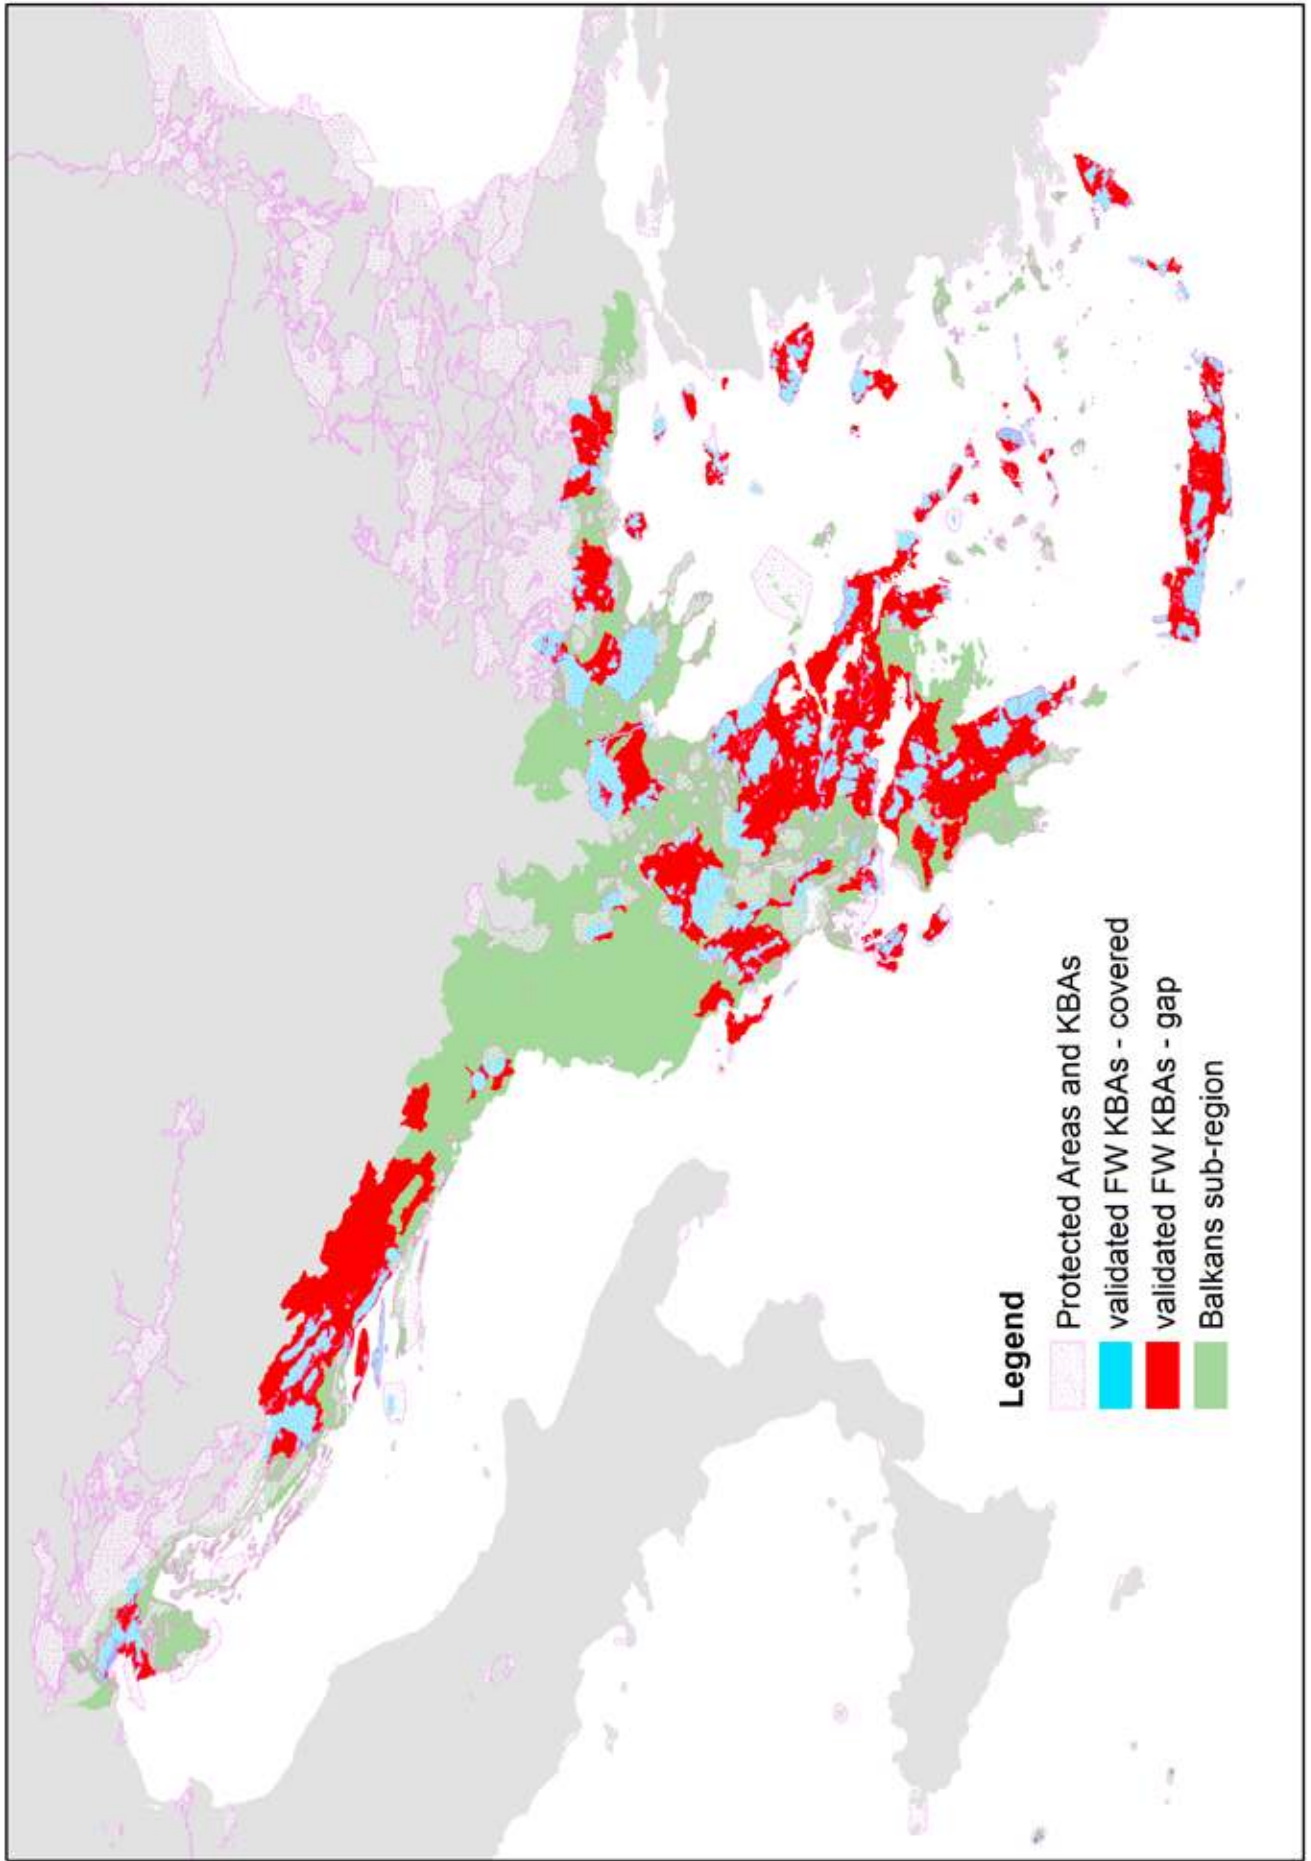 Legend
Protected Areas and KBAs
validated FW KBAs - covered
validated FW KBAs - gap
Balkans sub-region